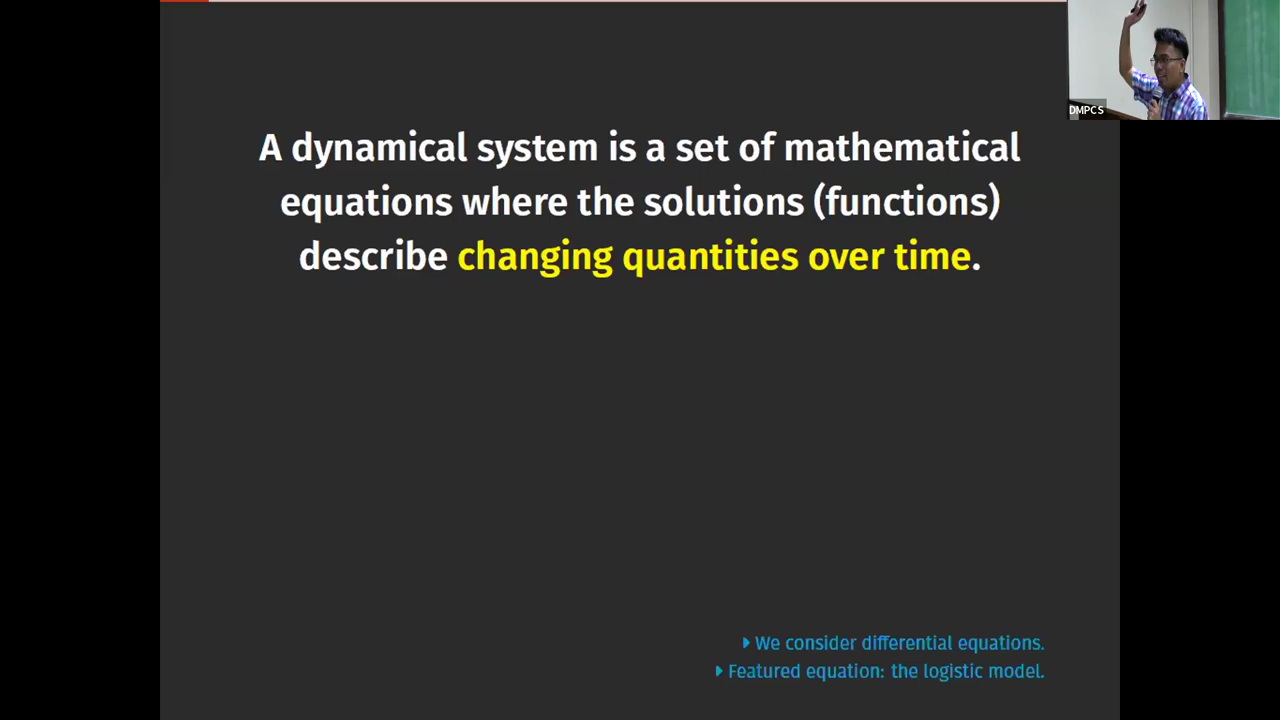 A dynamical system is a set of mathematical
equations where the solutions (functions)
describe changing quantities over time.
We consider differential equations.
Featured equation: the logistic model.
DMPCS